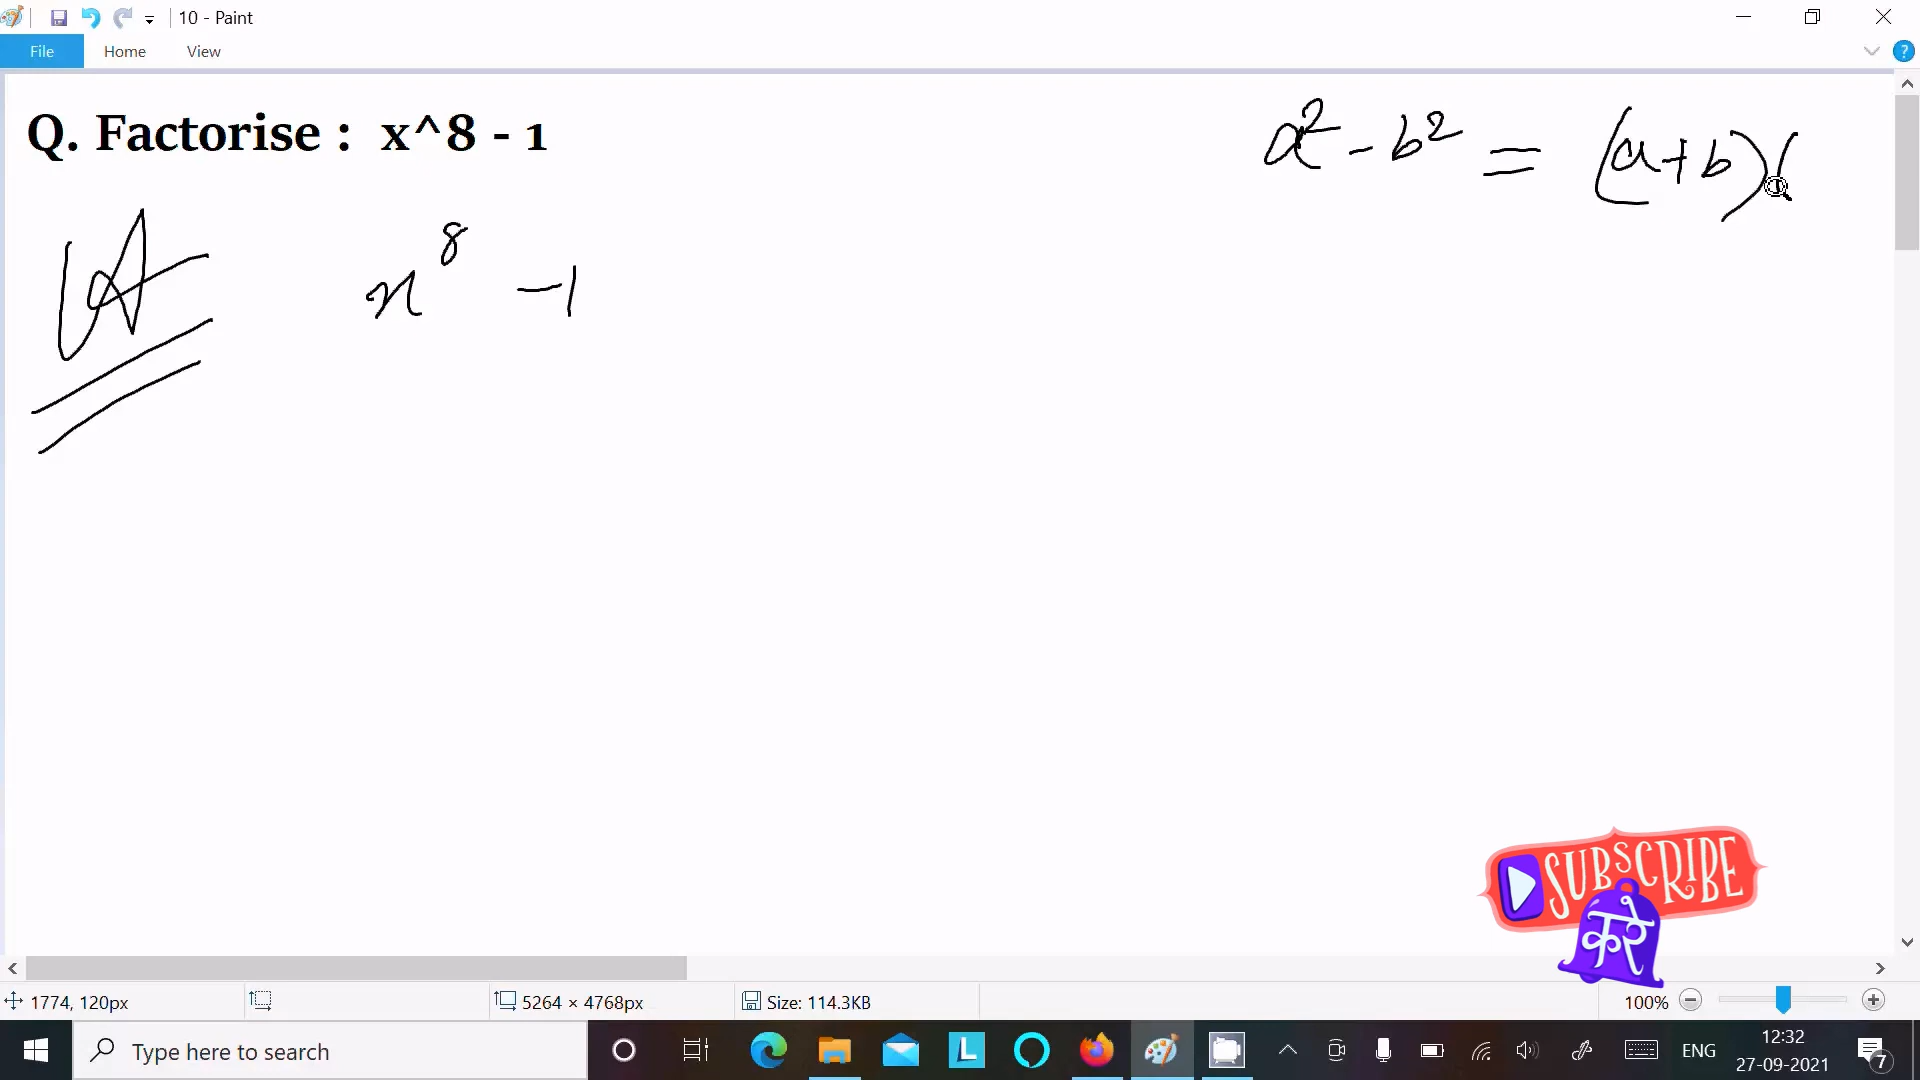 10 - Paint
File Home View
Q. Factorise : x^8 - 1
a² - b² = (a+b)(
A
x⁸ - 1
SUBSCRIBE
करे
1774, 120px
5264 × 4768px
Size: 114.3KB
100%
Type here to search
L
ENG
12:32
27-09-2021
7